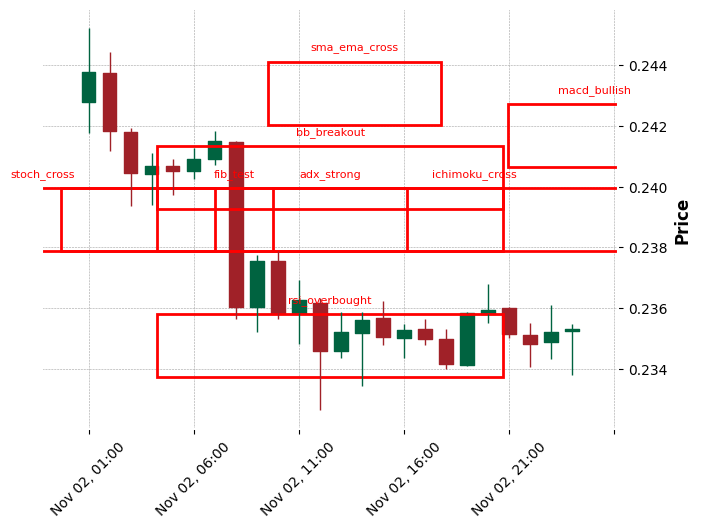 sma_ema_cross
0.244
macd_bullish
0.242
bb_breakout
stoch_cross
adx_strong
ichimoku_cross
0.240
Price
0.238
rsi_overbought
0.236
0.234
Nov 02, 01:00
Nov 02, 06:00
Nov 02, 11:00
Nov 02, 16:00
Nov 02, 21:00